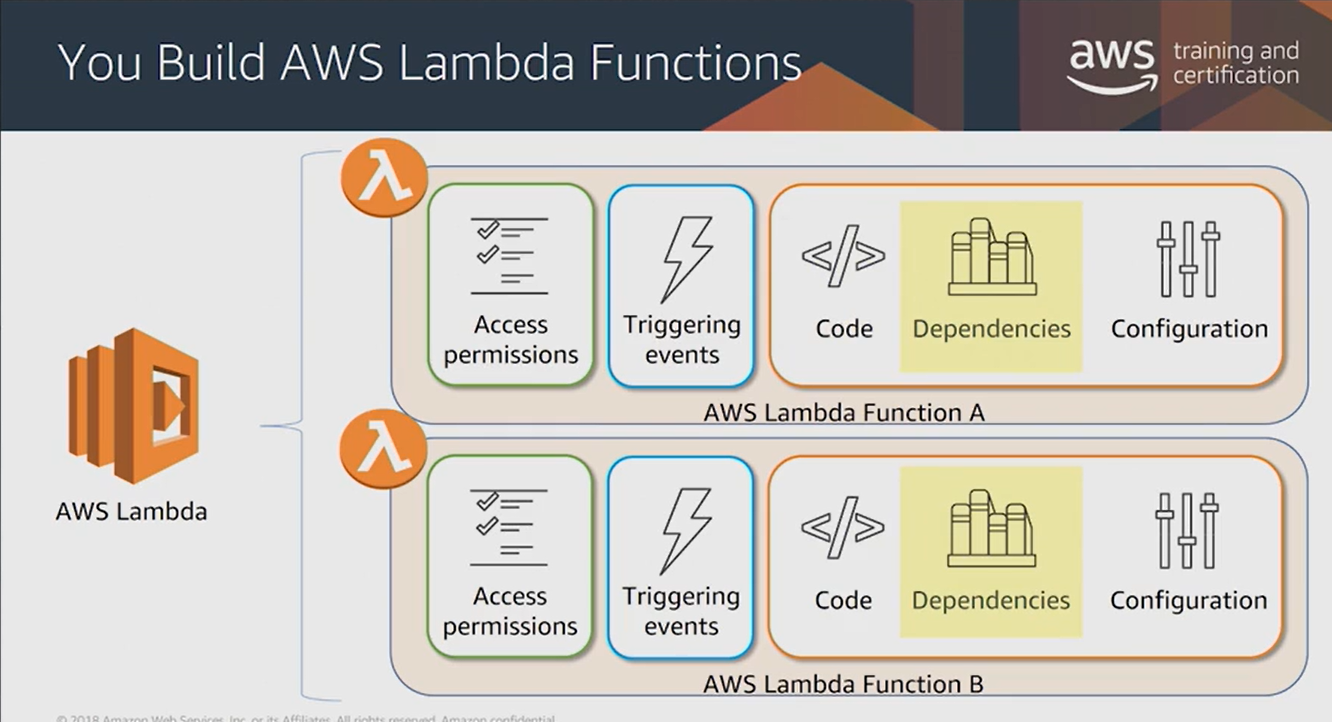 You Build AWS Lambda Functions
aws training and
certification
Access
permissions
Triggering
events
Code
Dependencies
Configuration
AWS Lambda Function A
AWS Lambda
Access
permissions
Triggering
events
Code
Dependencies
Configuration
AWS Lambda Function B
© 2018 Amazon Web Services, Inc. or its Affiliates. All rights reserved. Amazon confidential